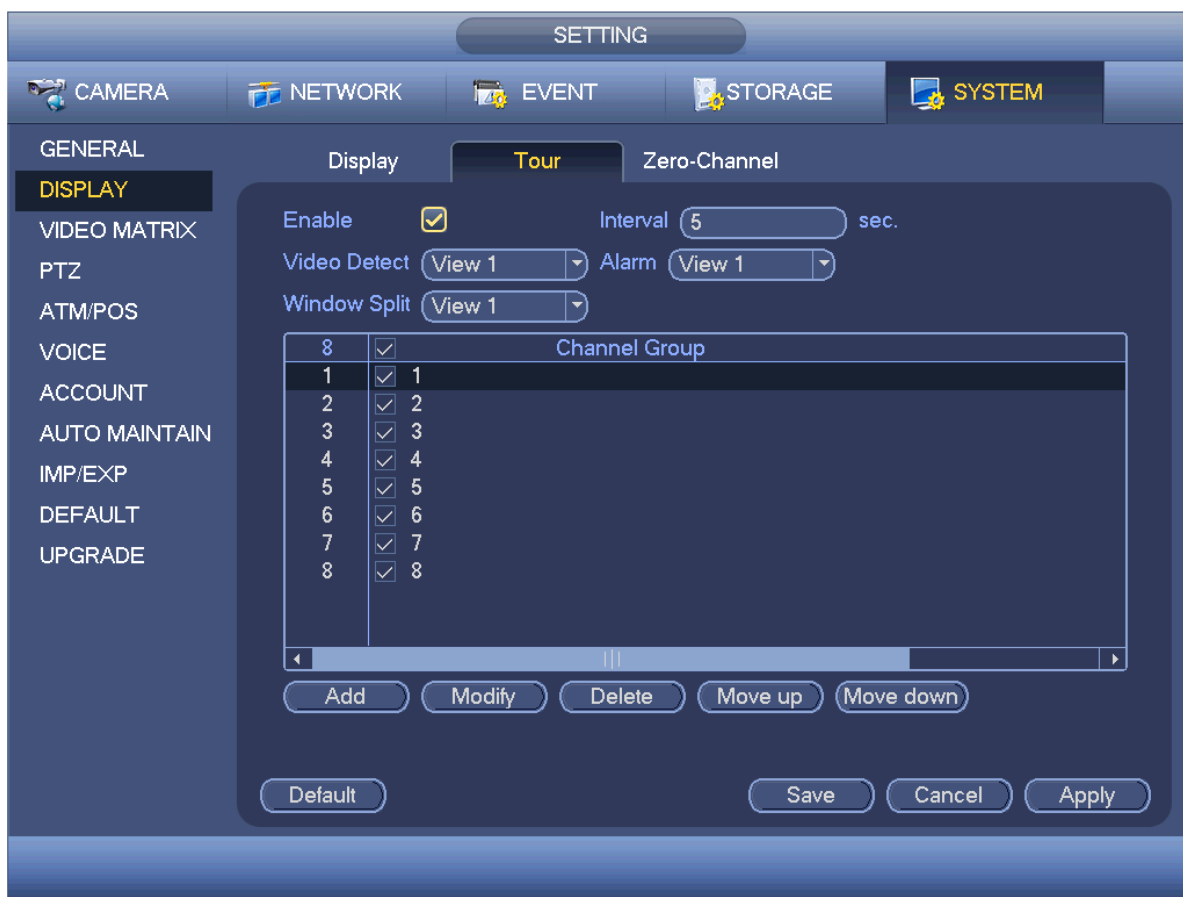 SETTING
CAMERA NETWORK EVENT STORAGE SYSTEM
GENERAL
DISPLAY
VIDEO MATRIX
PTZ
ATM/POS
VOICE
ACCOUNT
AUTO MAINTAIN
IMP/EXP
DEFAULT
UPGRADE
Display Tour Zero-Channel
Enable Interval 5 sec.
Video Detect View 1 Alarm View 1
Window Split View 1
8 Channel Group
1 1
2 2
3 3
4 4
5 5
6 6
7 7
8 8
Add Modify Delete Move up Move down
Default Save Cancel Apply